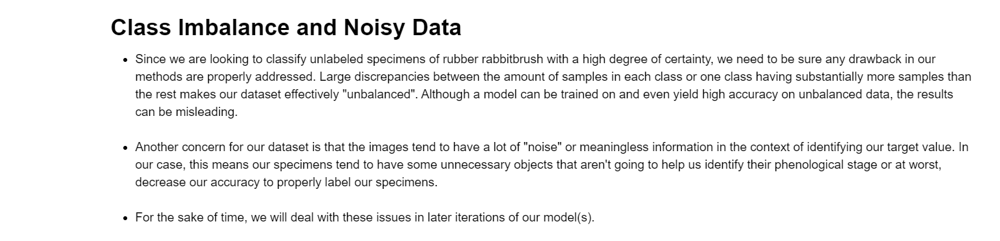 Class Imbalance and Noisy Data
• Since we are looking to classify unlabeled specimens of rubber rabbitbrush with a high degree of certainty, we need to be sure any drawback in our
methods are properly addressed. Large discrepancies between the amount of samples in each class or one class having substantially more samples than
the rest makes our dataset effectively "unbalanced". Although a model can be trained on and even yield high accuracy on unbalanced data, the results
can be misleading.
• Another concern for our dataset is that the images tend to have a lot of "noise" or meaningless information in the context of identifying our target value. In
our case, this means our specimens tend to have some unnecessary objects that aren't going to help us identify their phenological stage or at worst,
decrease our accuracy to properly label our specimens.
• For the sake of time, we will deal with these issues in later iterations of our model(s).